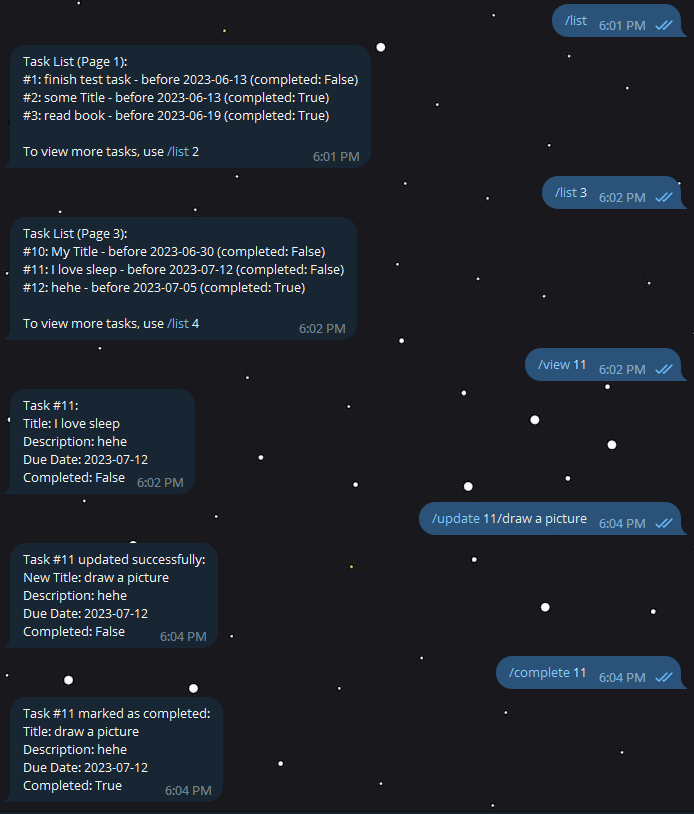 /list 6:01 PM
Task List (Page 1):
#1: finish test task - before 2023-06-13 (completed: False)
#2: some Title - before 2023-06-13 (completed: True)
#3: read book - before 2023-06-19 (completed: True)
To view more tasks, use /list 2
6:01 PM
/list 3 6:02 PM
Task List (Page 3):
#10: My Title - before 2023-06-30 (completed: False)
#11: I love sleep - before 2023-07-12 (completed: False)
#12: hehe - before 2023-07-05 (completed: True)
To view more tasks, use /list 4
6:02 PM
/view 11 6:02 PM
Task #11:
Title: I love sleep
Description: hehe
Due Date: 2023-07-12
Completed: False 6:02 PM
/update 11/draw a picture 6:04 PM
Task #11 updated successfully:
New Title: draw a picture
Description: hehe
Due Date: 2023-07-12
Completed: False 6:04 PM
/complete 11 6:04 PM
Task #11 marked as completed:
Title: draw a picture
Description: hehe
Due Date: 2023-07-12
Completed: True 6:04 PM